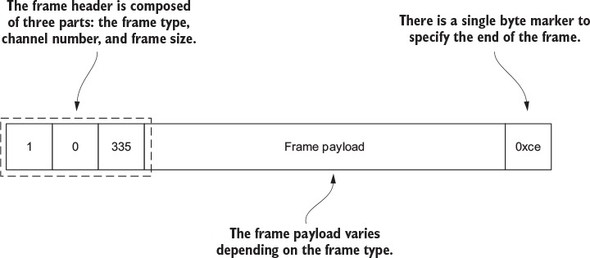 The frame header is composed
of three parts: the frame type,
channel number, and frame size.
There is a single byte marker to
specify the end of the frame.
1 0 335 Frame payload 0xce
The frame payload varies
depending on the frame type.